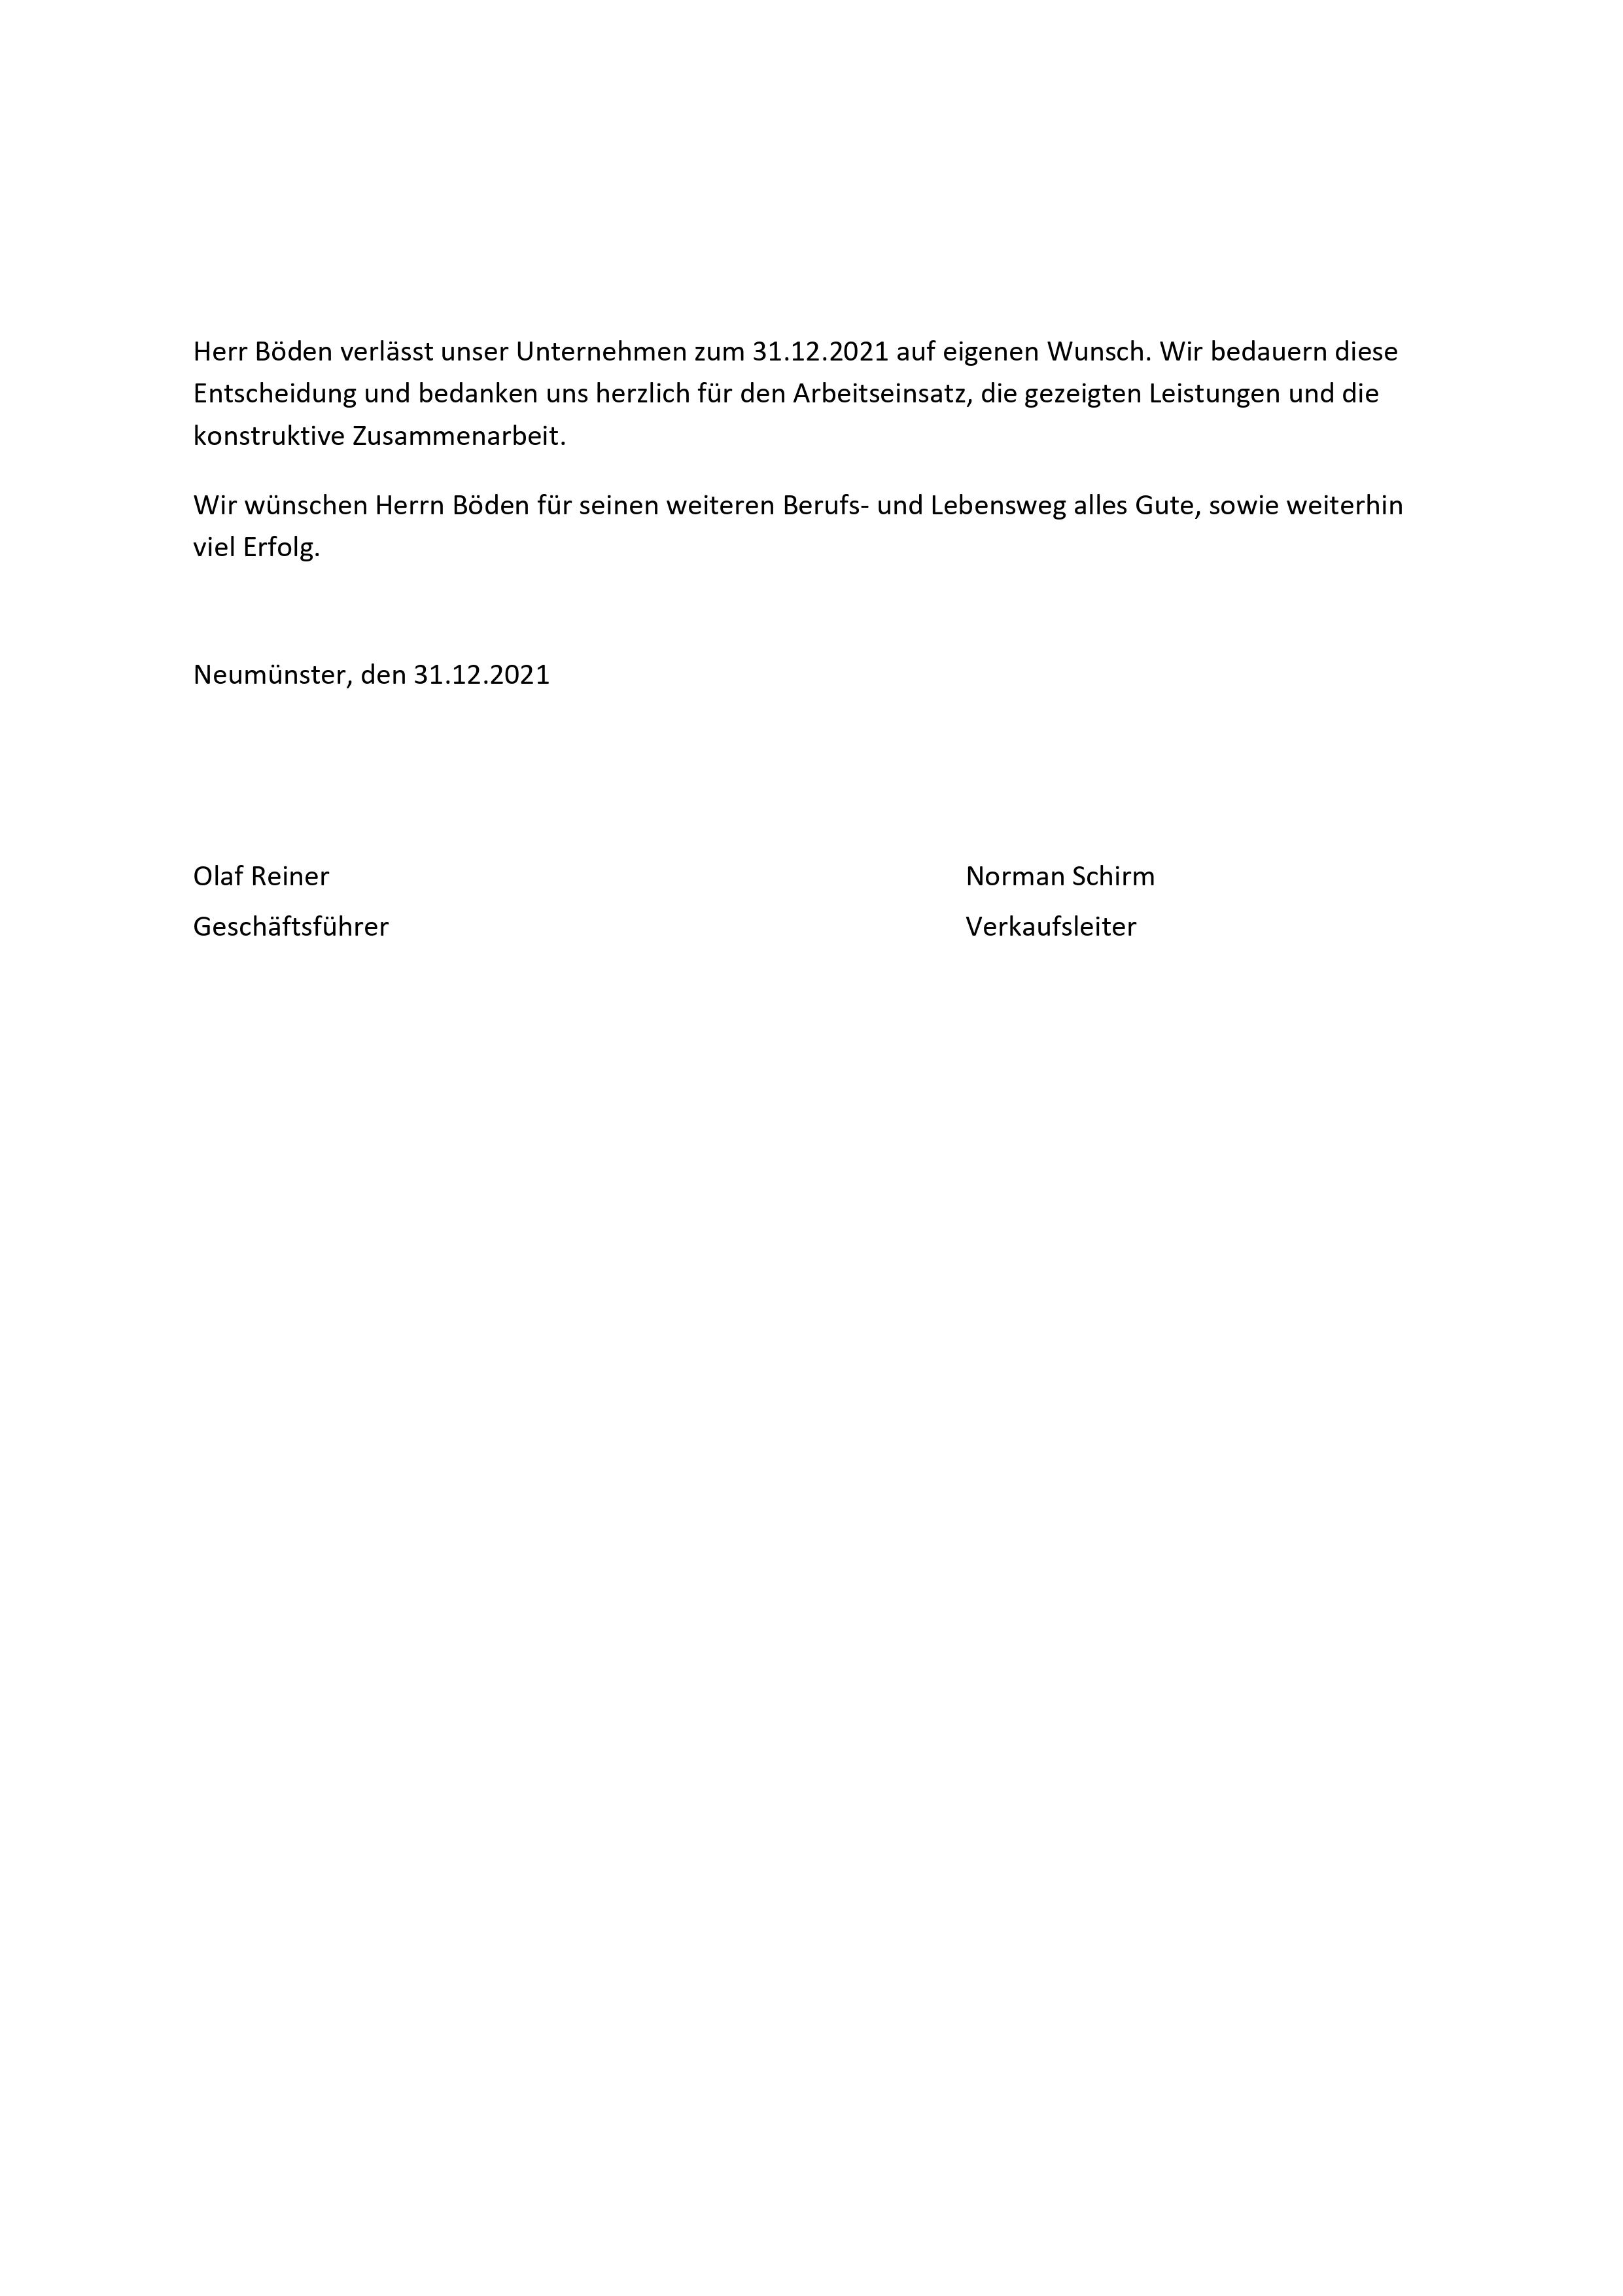 Herr Böden verlässt unser Unternehmen zum 31.12.2021 auf eigenen Wunsch. Wir bedauern diese
Entscheidung und bedanken uns herzlich für den Arbeitseinsatz, die gezeigten Leistungen und die
konstruktive Zusammenarbeit.
Wir wünschen Herrn Böden für seinen weiteren Berufs- und Lebensweg alles Gute, sowie weiterhin
viel Erfolg.
Neumünster, den 31.12.2021
Olaf Reiner Norman Schirm
Geschäftsführer Verkaufsleiter